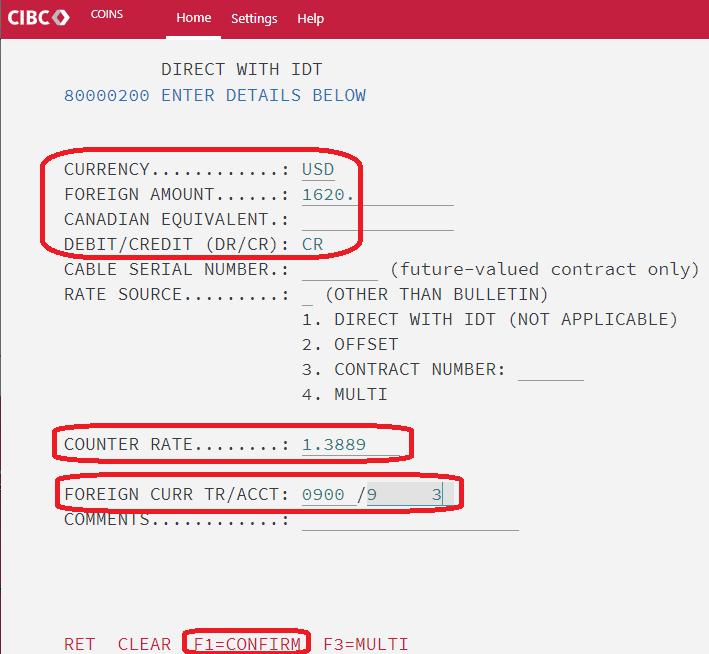 CIBC COINS Home Settings Help
DIRECT WITH IDT
80000200 ENTER DETAILS BELOW
CURRENCY............: USD
FOREIGN AMOUNT......: 1620.
CANADIAN EQUIVALENT.:
DEBIT/CREDIT (DR/CR): CR
CABLE SERIAL NUMBER.: (future-valued contract only)
RATE SOURCE.........: _ (OTHER THAN BULLETIN)
1. DIRECT WITH IDT (NOT APPLICABLE)
2. OFFSET
3. CONTRACT NUMBER:
4. MULTI
COUNTER RATE........: 1.3889
FOREIGN CURR TR/ACCT: 0900 /9 3
COMMENTS............:
RET CLEAR F1=CONFIRM F3=MULTI